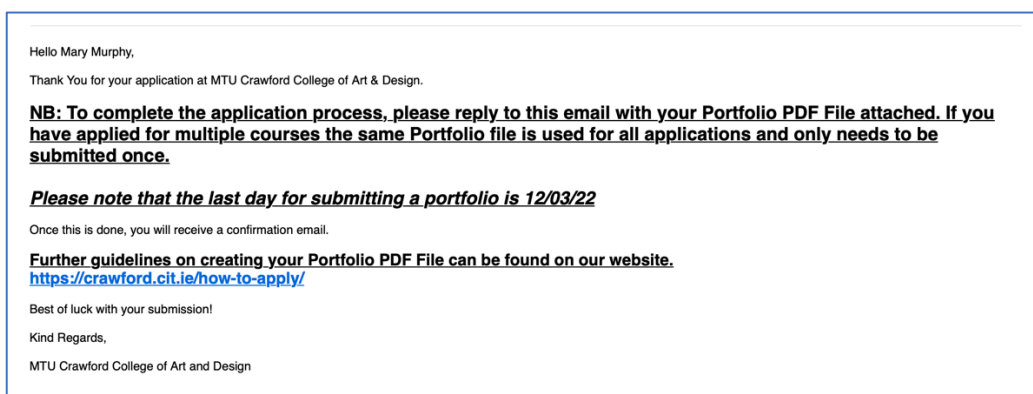 Hello Mary Murphy,
Thank You for your application at MTU Crawford College of Art & Design.
NB: To complete the application process, please reply to this email with your Portfolio PDF File attached. If you
have applied for multiple courses the same Portfolio file is used for all applications and only needs to be
submitted once.
Please note that the last day for submitting a portfolio is 12/03/22
Once this is done, you will receive a confirmation email.
Further guidelines on creating your Portfolio PDF File can be found on our website.
https://crawford.cit.ie/how-to-apply/
Best of luck with your submission!
Kind Regards,
MTU Crawford College of Art and Design